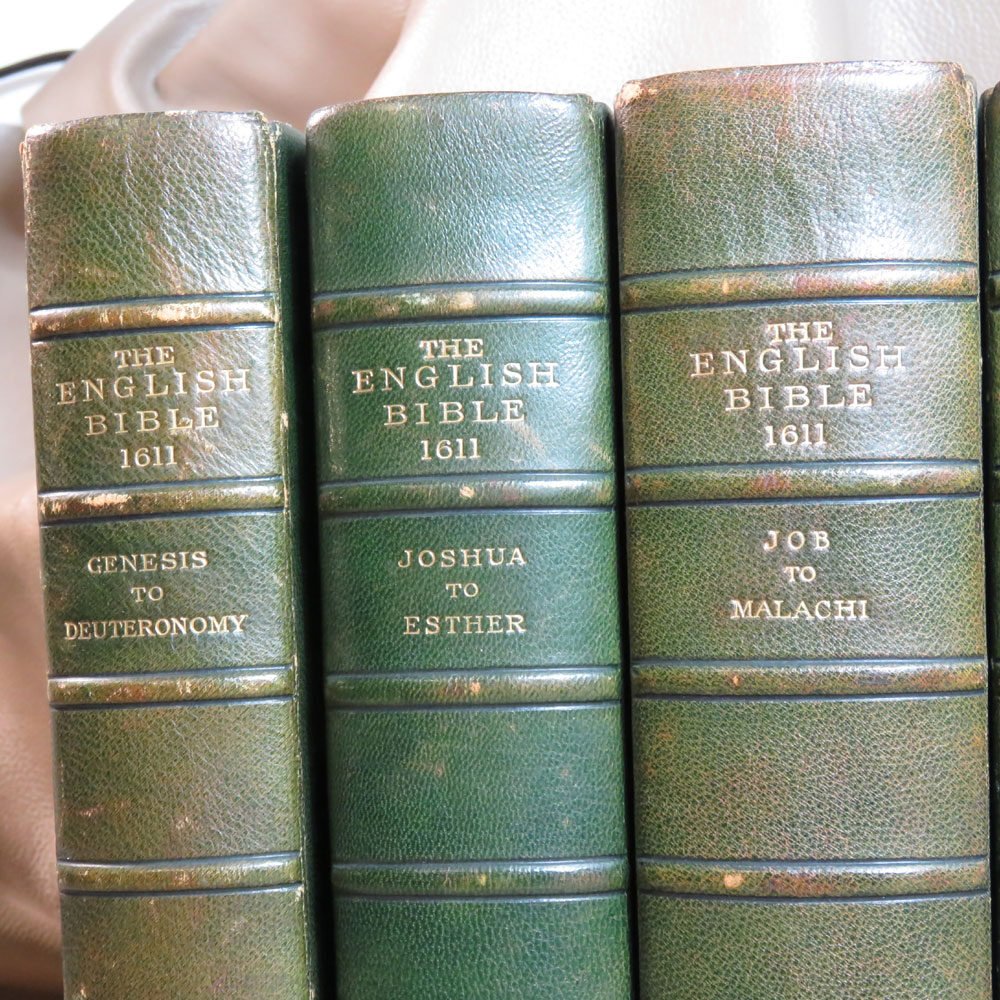 THE
ENGLISH
BIBLE
1611
GENESIS
TO
DEUTERONOMY
THE
ENGLISH
BIBLE
1611
JOSHUA
TO
ESTHER
THE
ENGLISH
BIBLE
1611
JOB
TO
MALACHI